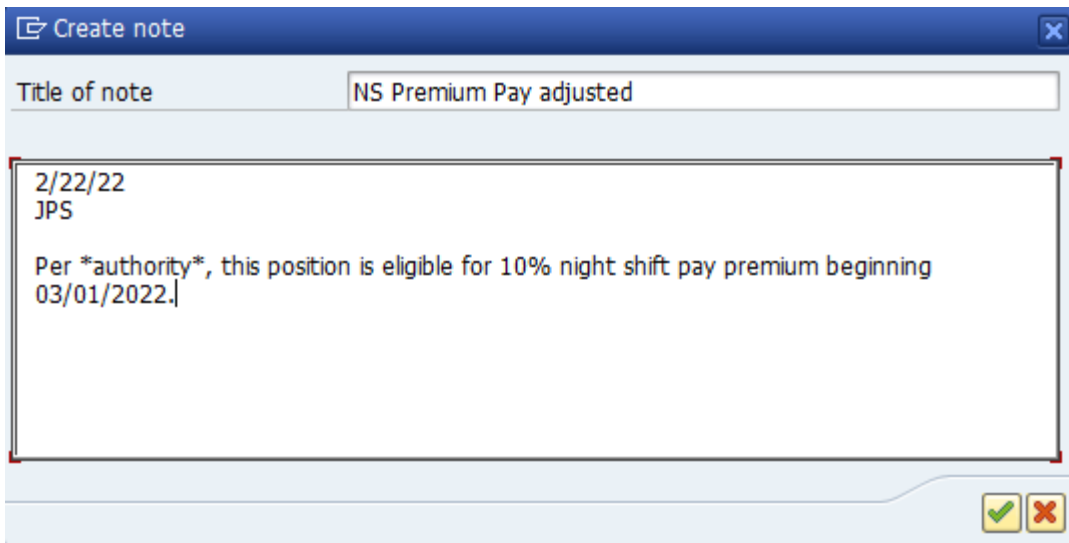 Create note
Title of note NS Premium Pay adjusted
2/22/22
JPS
Per *authority*, this position is eligible for 10% night shift pay premium beginning
03/01/2022.